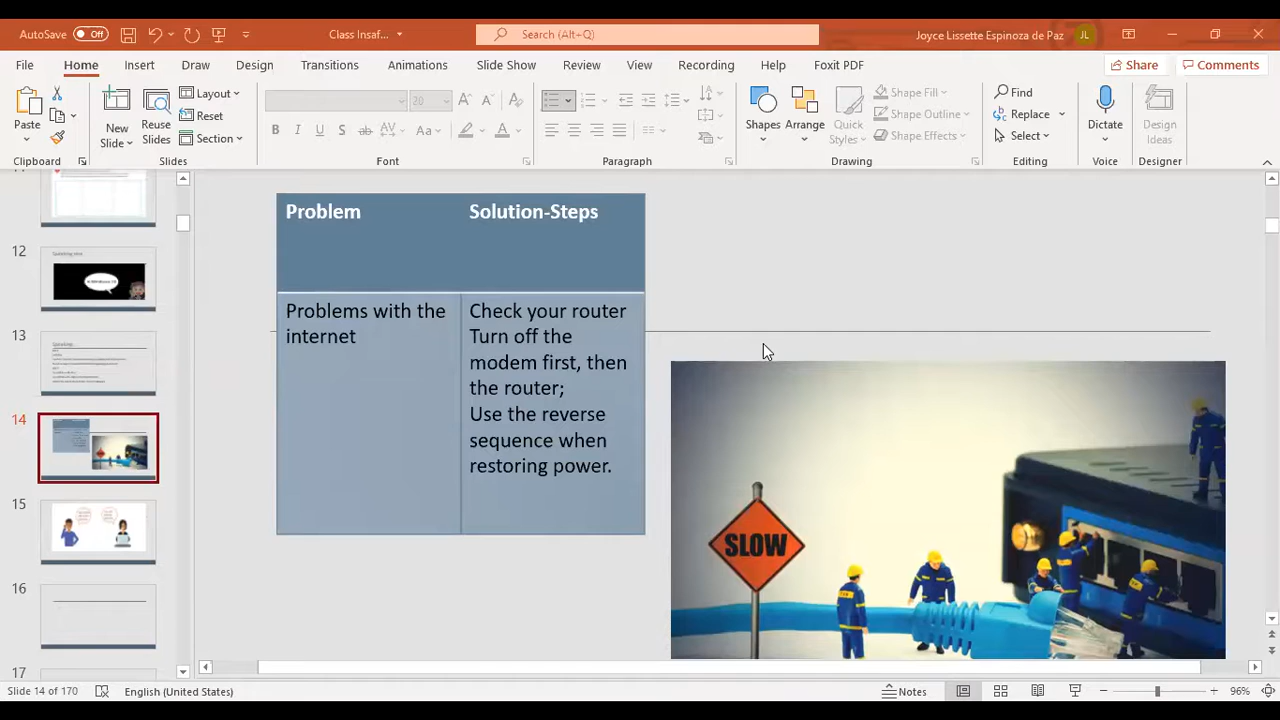 AutoSave Off
Class Insaf...
Search (Alt+Q)
Joyce Lissette Espinoza de Paz JL
File Home Insert Draw Design Transitions Animations Slide Show Review View Recording Help Foxit PDF
Share Comments
Paste
New Slide
Reuse Slides
Layout
Reset
Section
20
Shapes
Arrange
Quick Styles
Shape Fill
Shape Outline
Shape Effects
Find
Replace
Select
Dictate
Design Ideas
Clipboard Slides Font Paragraph Drawing Editing Voice Designer
12
13
14
15
16
17
Problem Solution-Steps
Problems with the
internet
Check your router
Turn off the
modem first, then
the router;
Use the reverse
sequence when
restoring power.
SLOW
Slide 14 of 170 English (United States) Notes 96%